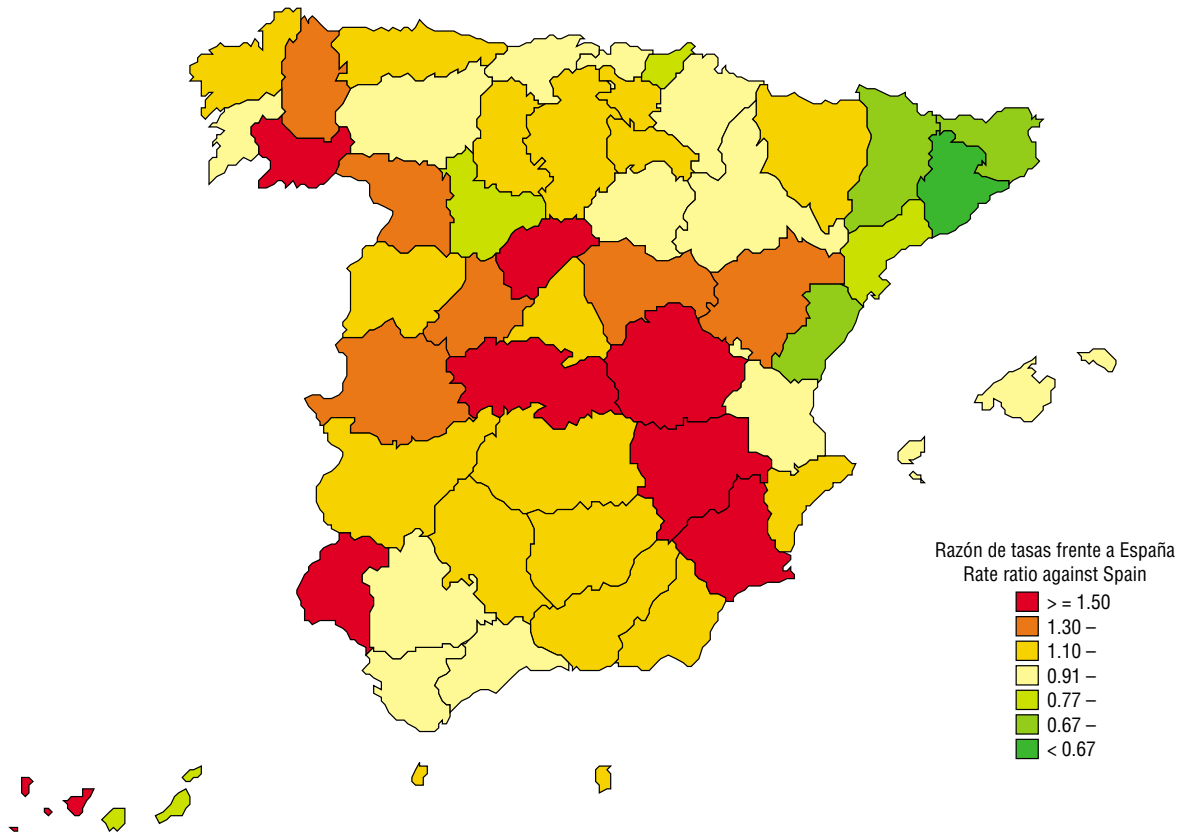 Razón de tasas frente a España
Rate ratio against Spain
> = 1.50
1.30 –
1.10 –
0.91 –
0.77 –
0.67 –
< 0.67